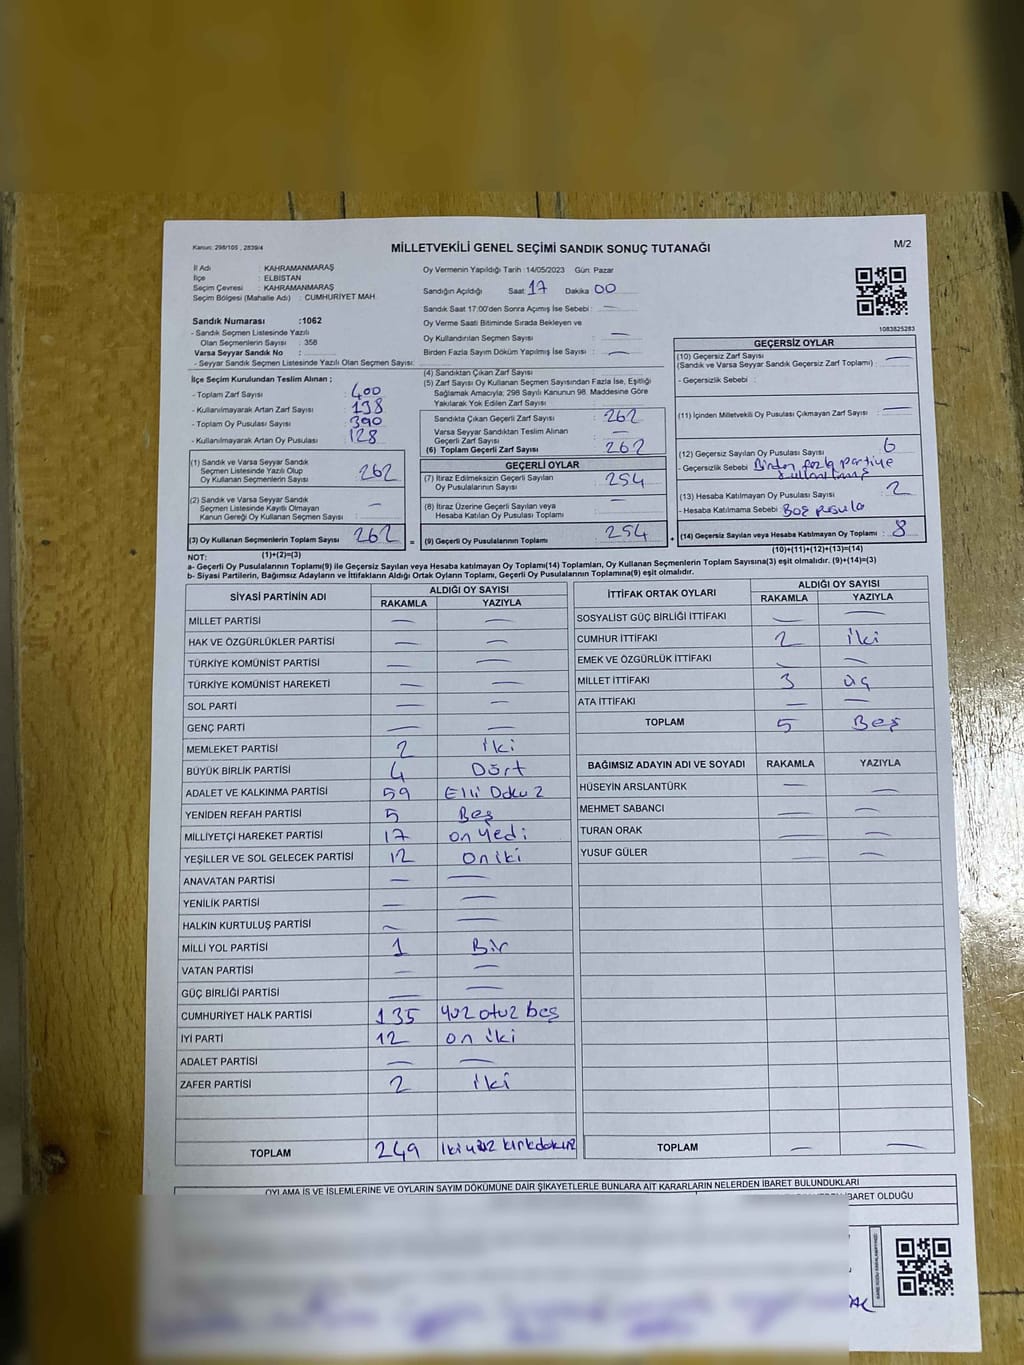 Kanun: 298/105 , 2839/4
MİLLETVEKİLİ GENEL SEÇİMİ SANDIK SONUÇ TUTANAĞI
M/2
İl Adı : KAHRAMANMARAŞ
İlçe : ELBİSTAN
Seçim Çevresi : KAHRAMANMARAŞ
Seçim Bölgesi (Mahalle Adı) : CUMHURİYET MAH.
Sandık Numarası :1062
- Sandık Seçmen Listesinde Yazılı
Olan Seçmenlerin Sayısı : 358
Varsa Seyyar Sandık No :
- Seyyar Sandık Seçmen Listesinde Yazılı Olan Seçmen Sayısı:
İlçe Seçim Kurulundan Teslim Alınan ;
- Toplam Zarf Sayısı : 400
- Kullanılmayarak Artan Zarf Sayısı : 138
- Toplam Oy Pusulası Sayısı : 390
- Kullanılmayarak Artan Oy Pusulası : 128
(1) Sandık ve Varsa Seyyar Sandık
Seçmen Listesinde Yazılı Olup
Oy Kullanan Seçmenlerin Sayısı : 262
(2) Sandık ve Varsa Seyyar Sandık
Seçmen Listesinde Kayıtlı Olmayan
Kanun Gereği Oy Kullanan Seçmen Sayısı : —
(3) Oy Kullanan Seçmenlerin Toplam Sayısı : 262 =
Oy Vermenin Yapıldığı Tarih :14/05/2023 Gün: Pazar
Sandığın Açıldığı Saat: 17 Dakika: 00
Sandık Saat 17:00'den Sonra Açılmış İse Sebebi : —
Oy Verme Saati Bitiminde Sırada Bekleyen ve
Oy Kullandırılan Seçmen Sayısı : —
Birden Fazla Sayım Döküm Yapılmış İse Sayısı : —
(4) Sandıktan Çıkan Zarf Sayısı :
(5) Zarf Sayısı Oy Kullanan Seçmen Sayısından Fazla İse, Eşitliği
Sağlamak Amacıyla; 298 Sayılı Kanunun 98. Maddesine Göre
Yakılarak Yok Edilen Zarf Sayısı :
Sandıkta Çıkan Geçerli Zarf Sayısı : 262
Varsa Seyyar Sandıktan Teslim Alınan
Geçerli Zarf Sayısı : —
(6) Toplam Geçerli Zarf Sayısı : 262
GEÇERLİ OYLAR
(7) İtiraz Edilmeksizin Geçerli Sayılan
Oy Pusulalarının Sayısı : 254
(8) İtiraz Üzerine Geçerli Sayılan veya
Hesaba Katılan Oy Pusulası Toplamı : —
(9) Geçerli Oy Pusulalarının Toplamı : 254 +
1083825283
GEÇERSİZ OYLAR
(10) Geçersiz Zarf Sayısı
(Sandık ve Varsa Seyyar Sandık Geçersiz Zarf Toplamı) : —
- Geçersizlik Sebebi :
(11) İçinden Milletvekili Oy Pusulası Çıkmayan Zarf Sayısı : —
(12) Geçersiz Sayılan Oy Pusulası Sayısı : 6
- Geçersizlik Sebebi : Birden fazla partiye
kullanılmış
(13) Hesaba Katılmayan Oy Pusulası Sayısı : 2
- Hesaba Katılmama Sebebi : Boş pusula
(14) Geçersiz Sayılan veya Hesaba Katılmayan Oy Toplamı : 8
NOT: (1)+(2)=(3)
(10)+(11)+(12)+(13)=(14)
a- Geçerli Oy Pusulalarının Toplamı(9) ile Geçersiz Sayılan veya Hesaba katılmayan Oy Toplamı(14) Toplamları, Oy Kullanan Seçmenlerin Toplam Sayısına(3) eşit olmalıdır. (9)+(14)=(3)
b- Siyasi Partilerin, Bağımsız Adayların ve İttifakların Aldığı Ortak Oyların Toplamı, Geçerli Oy Pusulalarının Toplamına(9) eşit olmalıdır.
SİYASİ PARTİNİN ADI ALDIĞI OY SAYISI
RAKAMLA YAZIYLA
MİLLET PARTİSİ — —
HAK VE ÖZGÜRLÜKLER PARTİSİ — —
TÜRKİYE KOMÜNİST PARTİSİ — —
TÜRKİYE KOMÜNİST HAREKETİ — —
SOL PARTİ — —
GENÇ PARTİ — —
MEMLEKET PARTİSİ 2 iki
BÜYÜK BİRLİK PARTİSİ 4 Dört
ADALET VE KALKINMA PARTİSİ 59 Elli Dokuz
YENİDEN REFAH PARTİSİ 5 Beş
MİLLİYETÇİ HAREKET PARTİSİ 17 on yedi
YEŞİLLER VE SOL GELECEK PARTİSİ 12 on iki
ANAVATAN PARTİSİ — —
YENİLİK PARTİSİ — —
HALKIN KURTULUŞ PARTİSİ — —
MİLLİ YOL PARTİSİ 1 Bir
VATAN PARTİSİ — —
GÜÇ BİRLİĞİ PARTİSİ — —
CUMHURİYET HALK PARTİSİ 135 yüz otuz beş
İYİ PARTİ 12 on iki
ADALET PARTİSİ — —
ZAFER PARTİSİ 2 iki
TOPLAM 249 İkiyüz kırkdokuz
İTTİFAK ORTAK OYLARI ALDIĞI OY SAYISI
RAKAMLA YAZIYLA
SOSYALİST GÜÇ BİRLİĞİ İTTİFAKI — —
CUMHUR İTTİFAKI 2 iki
EMEK VE ÖZGÜRLÜK İTTİFAKI — —
MİLLET İTTİFAKI 3 üç
ATA İTTİFAKI — —
TOPLAM 5 Beş
BAĞIMSIZ ADAYIN ADI VE SOYADI RAKAMLA YAZIYLA
HÜSEYİN ARSLANTÜRK — —
MEHMET SABANCI — —
TURAN ORAK — —
YUSUF GÜLER — —
TOPLAM — —
OYLAMA İŞ VE İŞLEMLERİNE VE OYLARIN SAYIM DÖKÜMÜNE DAİR ŞİKAYETLERLE BUNLARA AİT KARARLARIN NELERDEN İBARET BULUNDUKLARI
İBARET OLDUĞU